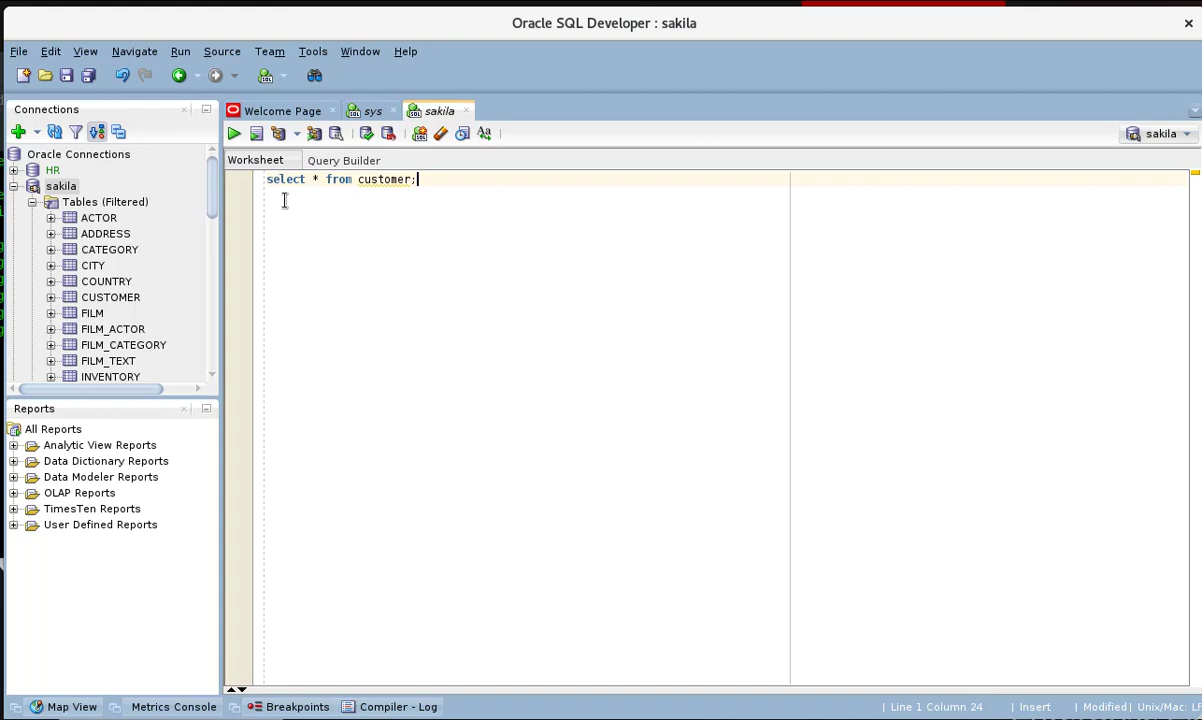 Oracle SQL Developer : sakila
File Edit View Navigate Run Source Team Tools Window Help
Connections
Oracle Connections
HR
sakila
Tables (Filtered)
ACTOR
ADDRESS
CATEGORY
CITY
COUNTRY
CUSTOMER
FILM
FILM_ACTOR
FILM_CATEGORY
FILM_TEXT
INVENTORY
Reports
All Reports
Analytic View Reports
Data Dictionary Reports
Data Modeler Reports
OLAP Reports
TimesTen Reports
User Defined Reports
Welcome Page sys sakila
sakila
Worksheet Query Builder
select * from customer;
Map View Metrics Console Breakpoints Compiler - Log
Line 1 Column 24 Insert Modified Unix/Mac: